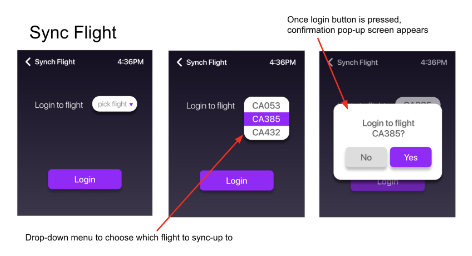 Once login button is pressed,
confirmation pop-up screen appears
Sync Flight
Synch Flight 4:36PM
Login to flight pick flight ▾
Login
Synch Flight 4:36PM
Login to flight
CA053
CA385
CA432
Login
Synch Flight 4:36PM
Login to flight
CA385?
No Yes
Login
Drop-down menu to choose which flight to sync-up to